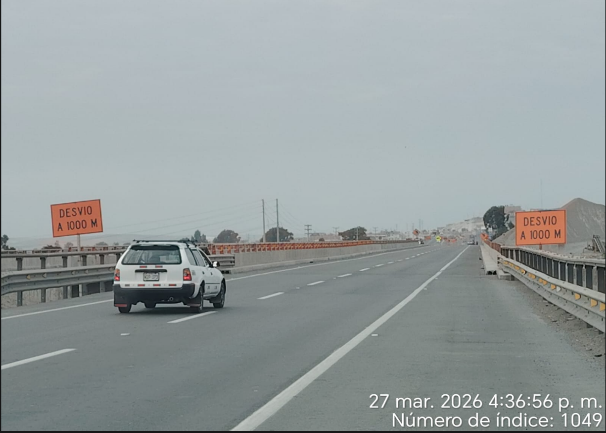 DESVIO
A 1000 M
DESVIO
A 1000 M
27 mar. 2026 4:36:56 p. m.
Número de índice: 1049